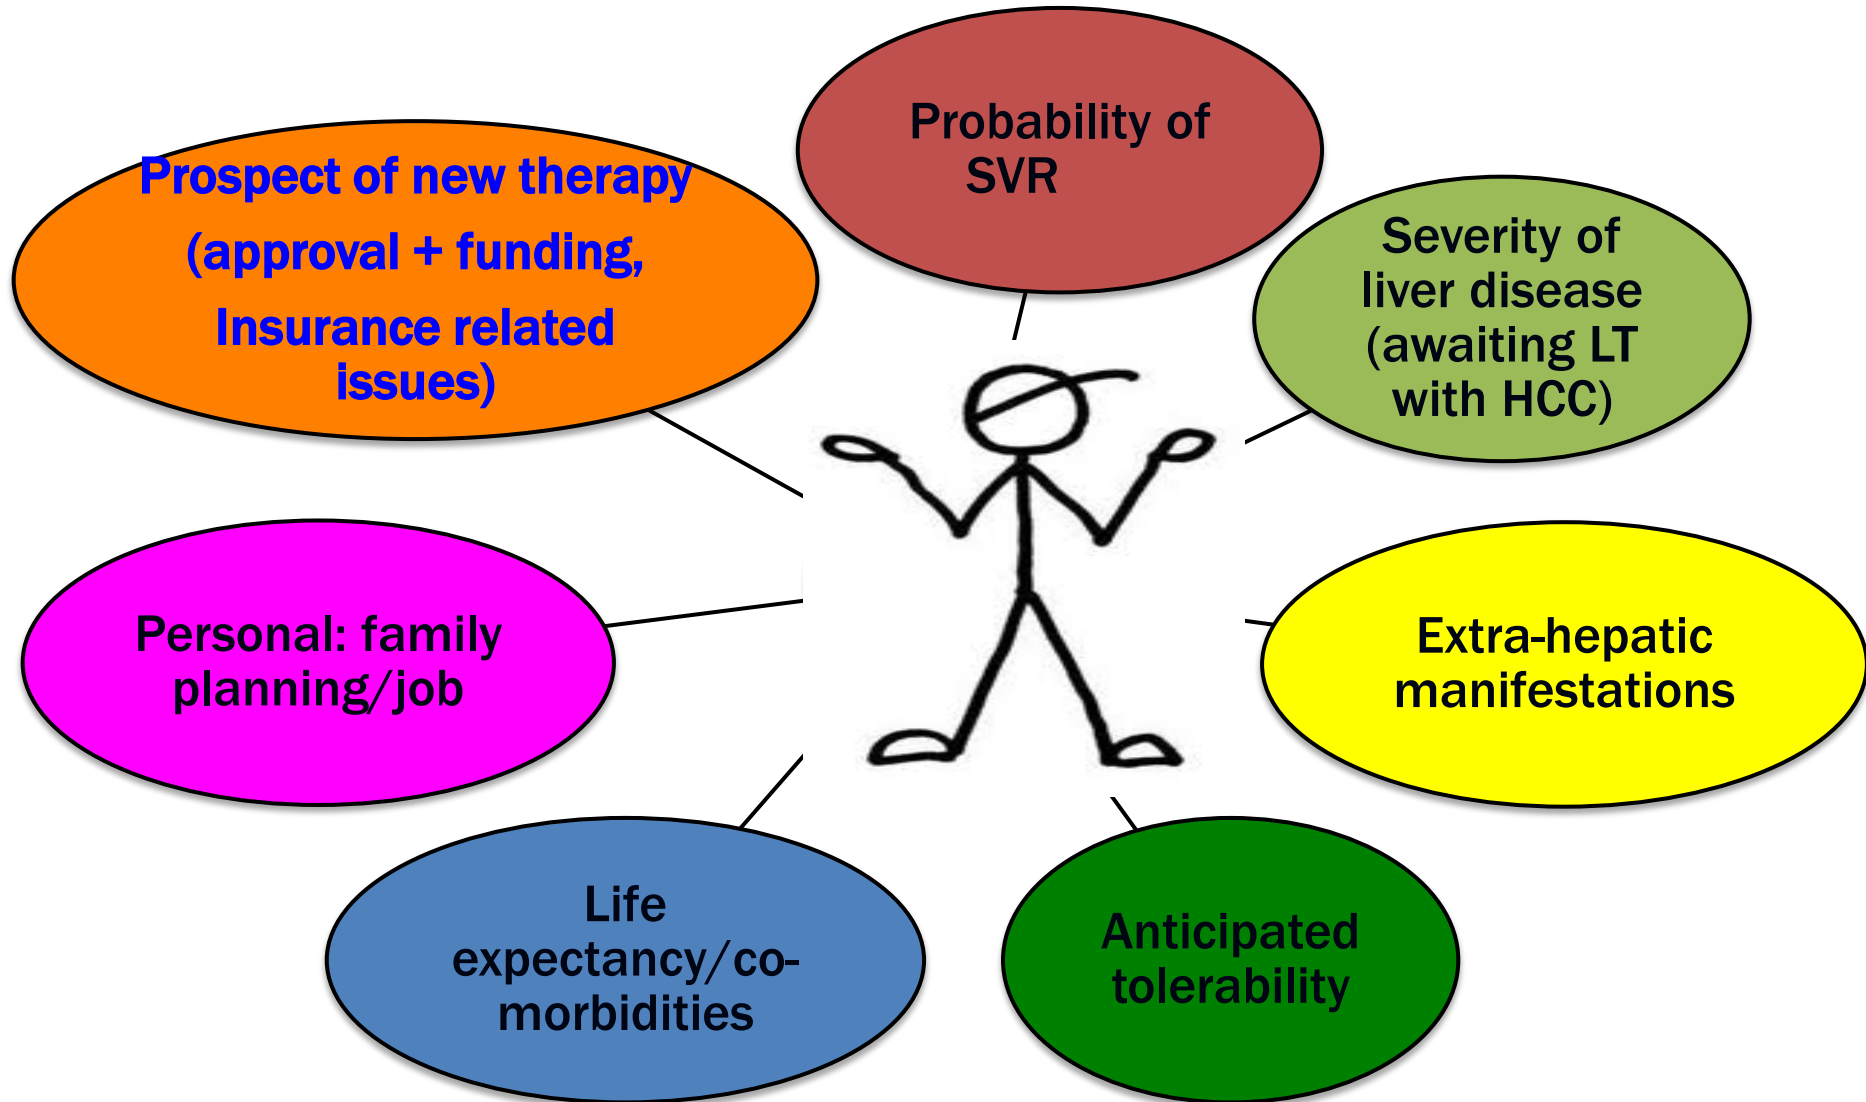 Probability of
SVR
Prospect of new therapy
(approval + funding,
Insurance related
issues)
Severity of
liver disease
(awaiting LT
with HCC)
Personal: family
planning/job
Extra-hepatic
manifestations
Life
expectancy/co-
morbidities
Anticipated
tolerability